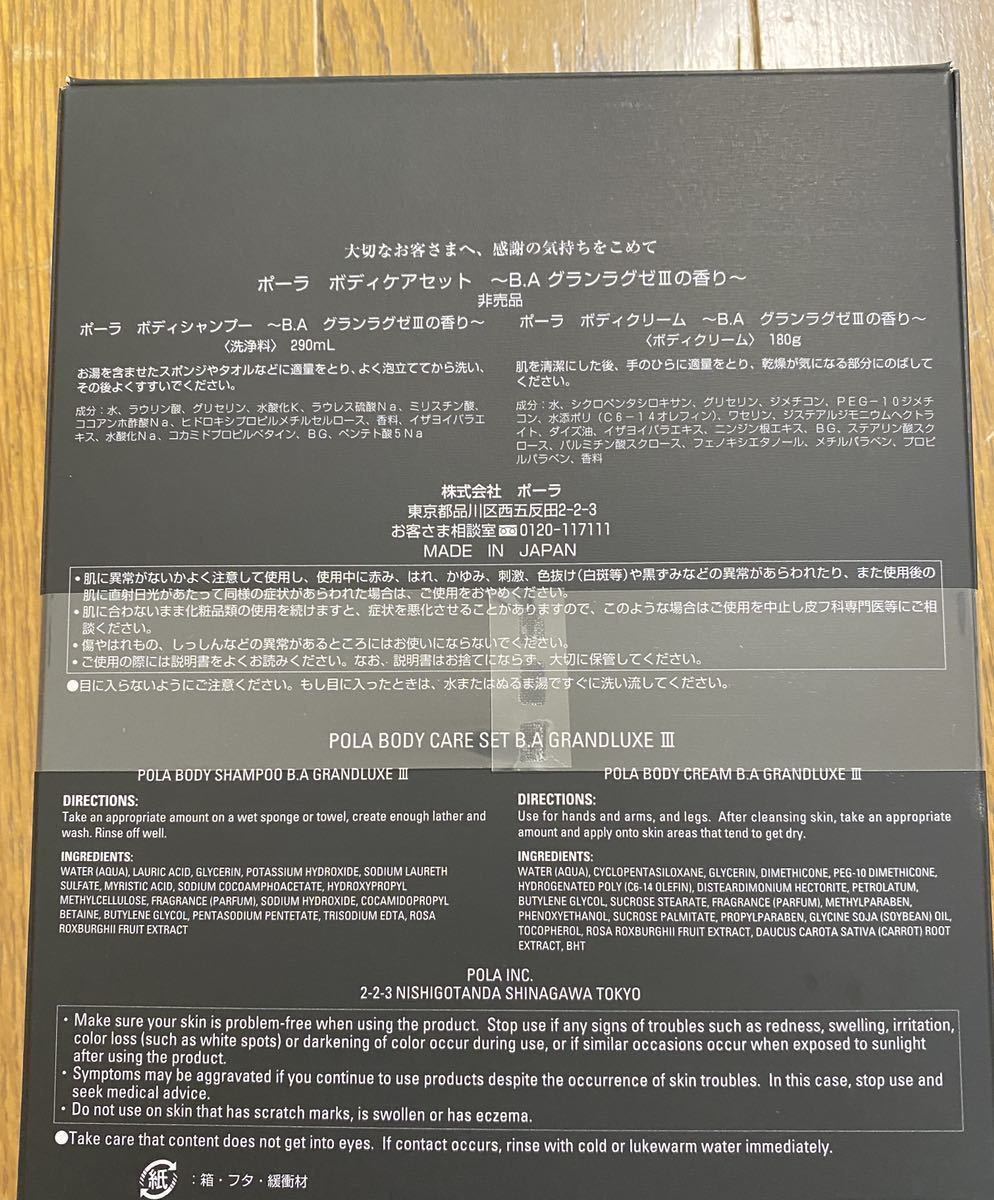 大切なお客さまへ、感謝の気持ちをこめて
ポーラ ボディケアセット ～B.A グランラグゼⅢの香り～
非売品
ポーラ ボディシャンプー ～B.A グランラグゼⅢの香り～
〈洗浄料〉 290mL
お湯を含ませたスポンジやタオルなどに適量をとり、よく泡立ててから洗い、
その後よくすすいでください。
成分：水、ラウリン酸、グリセリン、水酸化K、ラウレス硫酸Na、ミリスチン酸、
ココアンホ酢酸Na、ヒドロキシプロピルメチルセルロース、香料、イザヨイバラエ
キス、水酸化Na、コカミドプロピルベタイン、BG、ペンテト酸5Na
ポーラ ボディクリーム ～B.A グランラグゼⅢの香り～
〈ボディクリーム〉 180g
肌を清潔にした後、手のひらに適量をとり、乾燥が気になる部分にのばして
ください。
成分：水、シクロペンタシロキサン、グリセリン、ジメチコン、PEG-10ジメチ
コン、水添ポリ（C6-14オレフィン）、ワセリン、ジステアルジモニウムヘクトラ
イト、ダイズ油、イザヨイバラエキス、ニンジン根エキス、BG、ステアリン酸スク
ロース、パルミチン酸スクロース、フェノキシエタノール、メチルパラベン、プロピ
ルパラベン、香料
株式会社 ポーラ
東京都品川区西五反田2-2-3
お客さま相談室 0120-117111
MADE IN JAPAN
・肌に異常がないかよく注意して使用し、使用中に赤み、はれ、かゆみ、刺激、色抜け（白斑等）や黒ずみなどの異常があらわれたり、また使用後の
肌に直射日光があたって同様の症状があらわれた場合は、ご使用をおやめください。
・肌に合わないまま化粧品類の使用を続けますと、症状を悪化させることがありますので、このような場合はご使用を中止し皮フ科専門医等にご相
談ください。
・傷やはれもの、しっしんなどの異常があるところにはお使いにならないでください。
・ご使用の際には説明書をよくお読みください。なお、説明書はお捨てにならず、大切に保管してください。
●目に入らないようにご注意ください。もし目に入ったときは、水またはぬるま湯ですぐに洗い流してください。
POLA BODY CARE SET B.A GRANDLUXE Ⅲ
POLA BODY SHAMPOO B.A GRANDLUXE Ⅲ
DIRECTIONS:
Take an appropriate amount on a wet sponge or towel, create enough lather and
wash. Rinse off well.
INGREDIENTS:
WATER (AQUA), LAURIC ACID, GLYCERIN, POTASSIUM HYDROXIDE, SODIUM LAURETH
SULFATE, MYRISTIC ACID, SODIUM COCOAMPHOACETATE, HYDROXYPROPYL
METHYLCELLULOSE, FRAGRANCE (PARFUM), SODIUM HYDROXIDE, COCAMIDOPROPYL
BETAINE, BUTYLENE GLYCOL, PENTASODIUM PENTETATE, TRISODIUM EDTA, ROSA
ROXBURGHII FRUIT EXTRACT
POLA BODY CREAM B.A GRANDLUXE Ⅲ
DIRECTIONS:
Use for hands and arms, and legs. After cleansing skin, take an appropriate
amount and apply onto skin areas that tend to get dry.
INGREDIENTS:
WATER (AQUA), CYCLOPENTASILOXANE, GLYCERIN, DIMETHICONE, PEG-10 DIMETHICONE,
HYDROGENATED POLY (C6-14 OLEFIN), DISTEARDIMONIUM HECTORITE, PETROLATUM,
BUTYLENE GLYCOL, SUCROSE STEARATE, FRAGRANCE (PARFUM), METHYLPARABEN,
PHENOXYETHANOL, SUCROSE PALMITATE, PROPYLPARABEN, GLYCINE SOJA (SOYBEAN) OIL,
TOCOPHEROL, ROSA ROXBURGHII FRUIT EXTRACT, DAUCUS CAROTA SATIVA (CARROT) ROOT
EXTRACT, BHT
POLA INC.
2-2-3 NISHIGOTANDA SHINAGAWA TOKYO
・Make sure your skin is problem-free when using the product. Stop use if any signs of troubles such as redness, swelling, irritation,
color loss (such as white spots) or darkening of color occur during use, or if similar occasions occur when exposed to sunlight
after using the product.
・Symptoms may be aggravated if you continue to use products despite the occurrence of skin troubles. In this case, stop use and
seek medical advice.
・Do not use on skin that has scratch marks, is swollen or has eczema.
●Take care that content does not get into eyes. If contact occurs, rinse with cold or lukewarm water immediately.
紙：箱・フタ・緩衝材